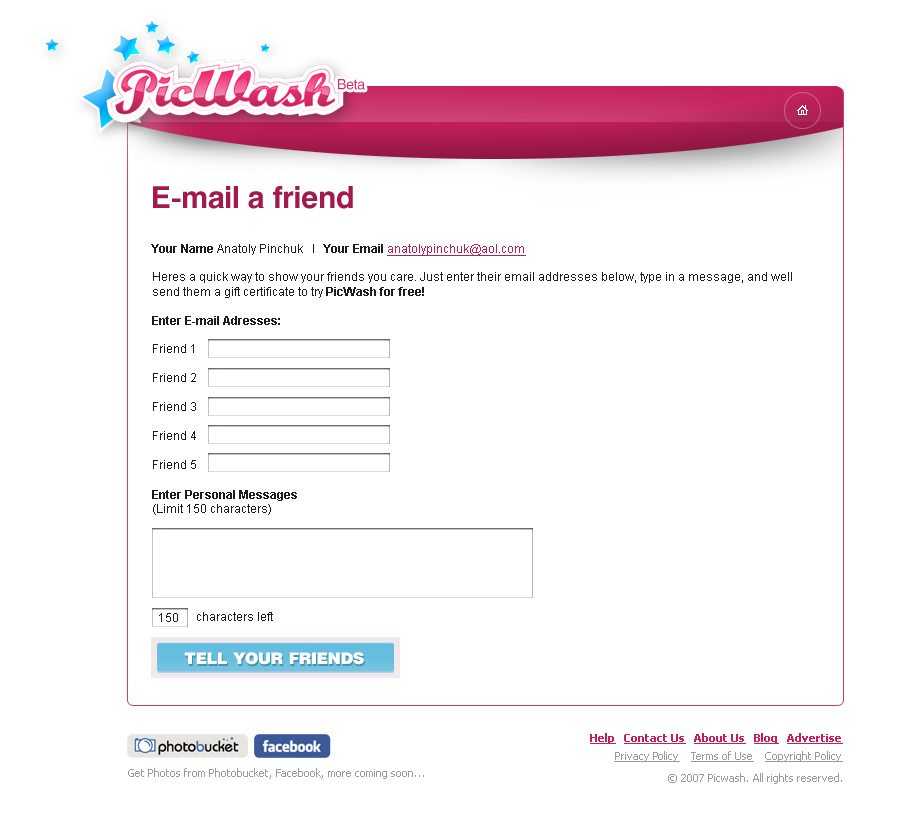 PicWash Beta
E-mail a friend
Your Name Anatoly Pinchuk | Your Email anatolypinchuk@aol.com
Heres a quick way to show your friends you care. Just enter their email addresses below, type in a message, and well
send them a gift certificate to try PicWash for free!
Enter E-mail Adresses:
Friend 1
Friend 2
Friend 3
Friend 4
Friend 5
Enter Personal Messages
(Limit 150 characters)
150 characters left
TELL YOUR FRIENDS
photobucket facebook
Get Photos from Photobucket, Facebook, more coming soon...
Help Contact Us About Us Blog Advertise
Privacy Policy Terms of Use Copyright Policy
© 2007 Picwash. All rights reserved.